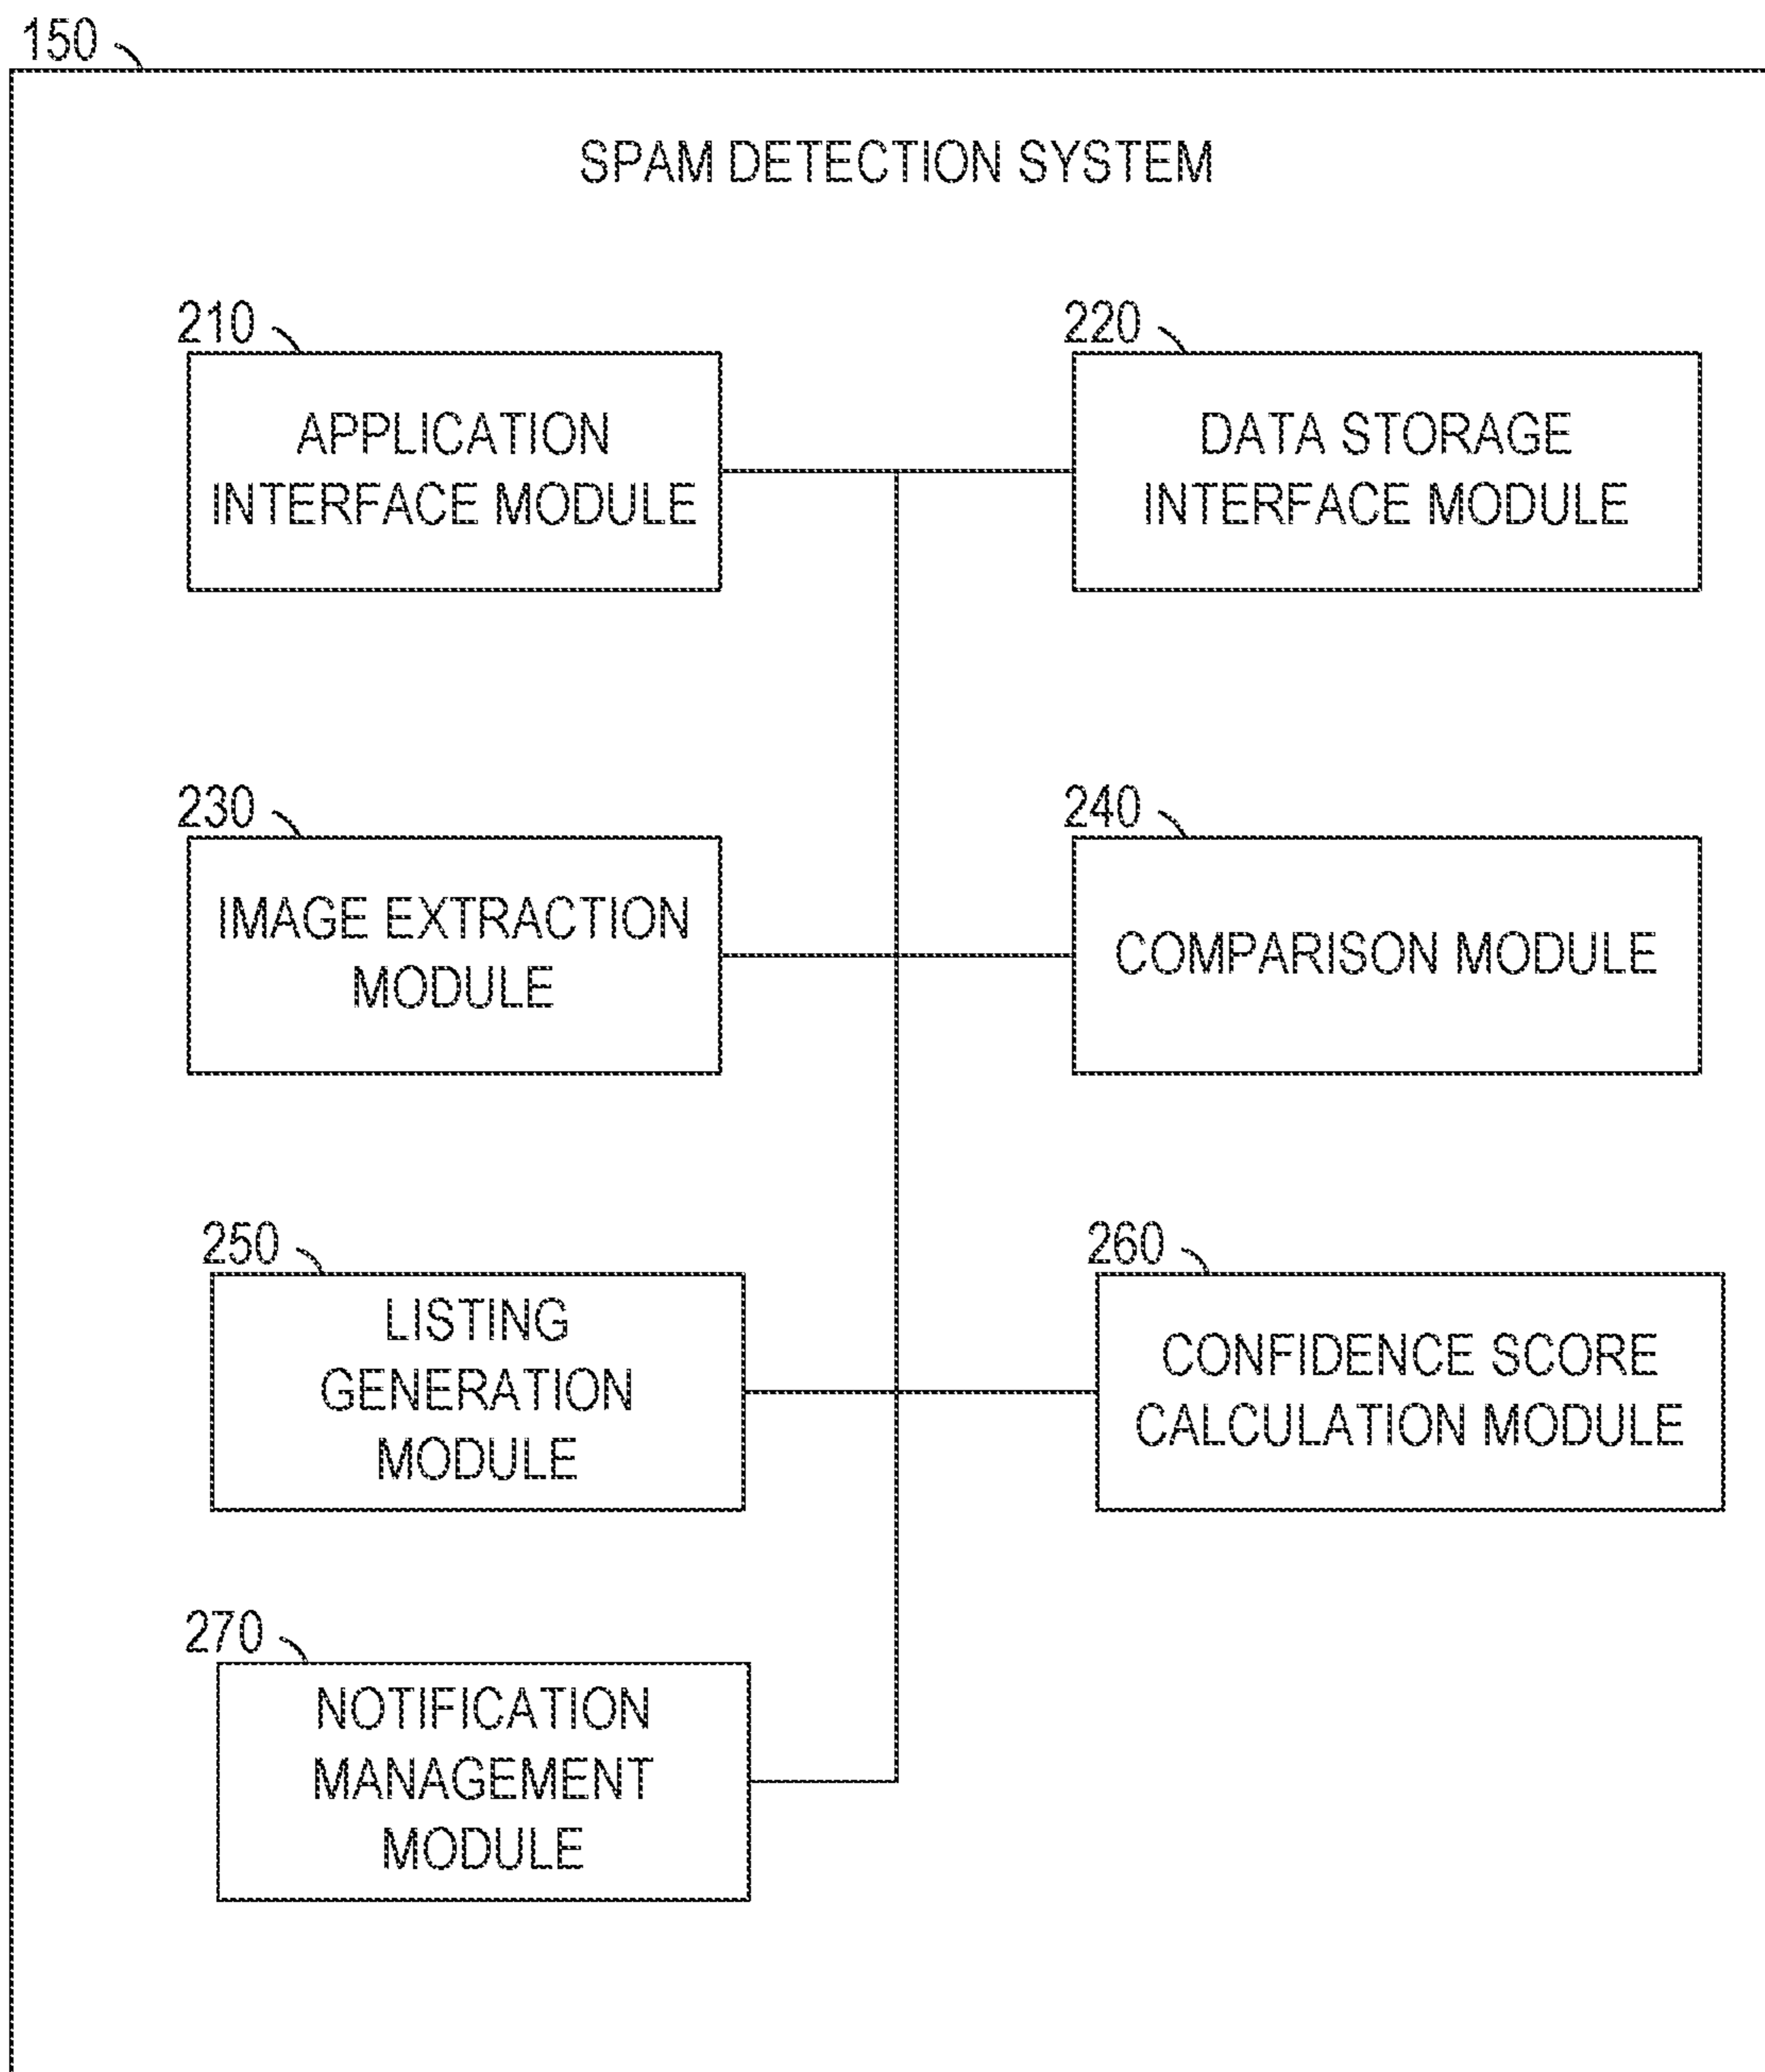 150
SPAM DETECTION SYSTEM
210
220
APPLICATION
INTERFACE MODULE
DATA STORAGE
INTERFACE MODULE
230
240
IMAGE EXTRACTION
MODULE
COMPARISON MODULE
250
260
LISTING
GENERATION
MODULE
CONFIDENCE SCORE
CALCULATION MODULE
270
NOTIFICATION
MANAGEMENT
MODULE